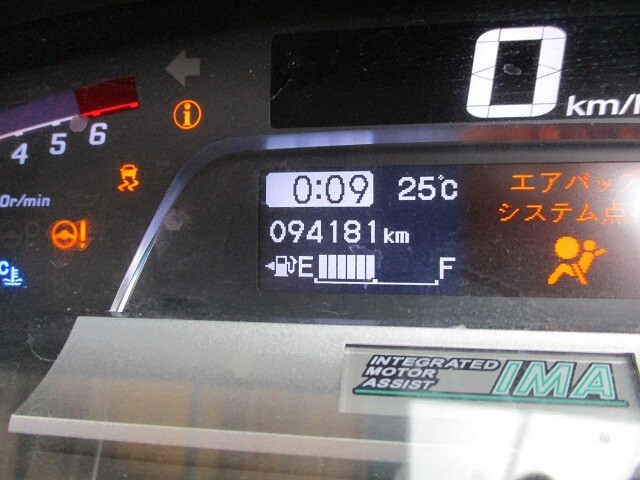 0 km/h
4 5 6
0r/min
0:09 25℃
エアバッグ
システム点
094181km
E F
C
INTEGRATED
MOTOR
ASSIST
IMA